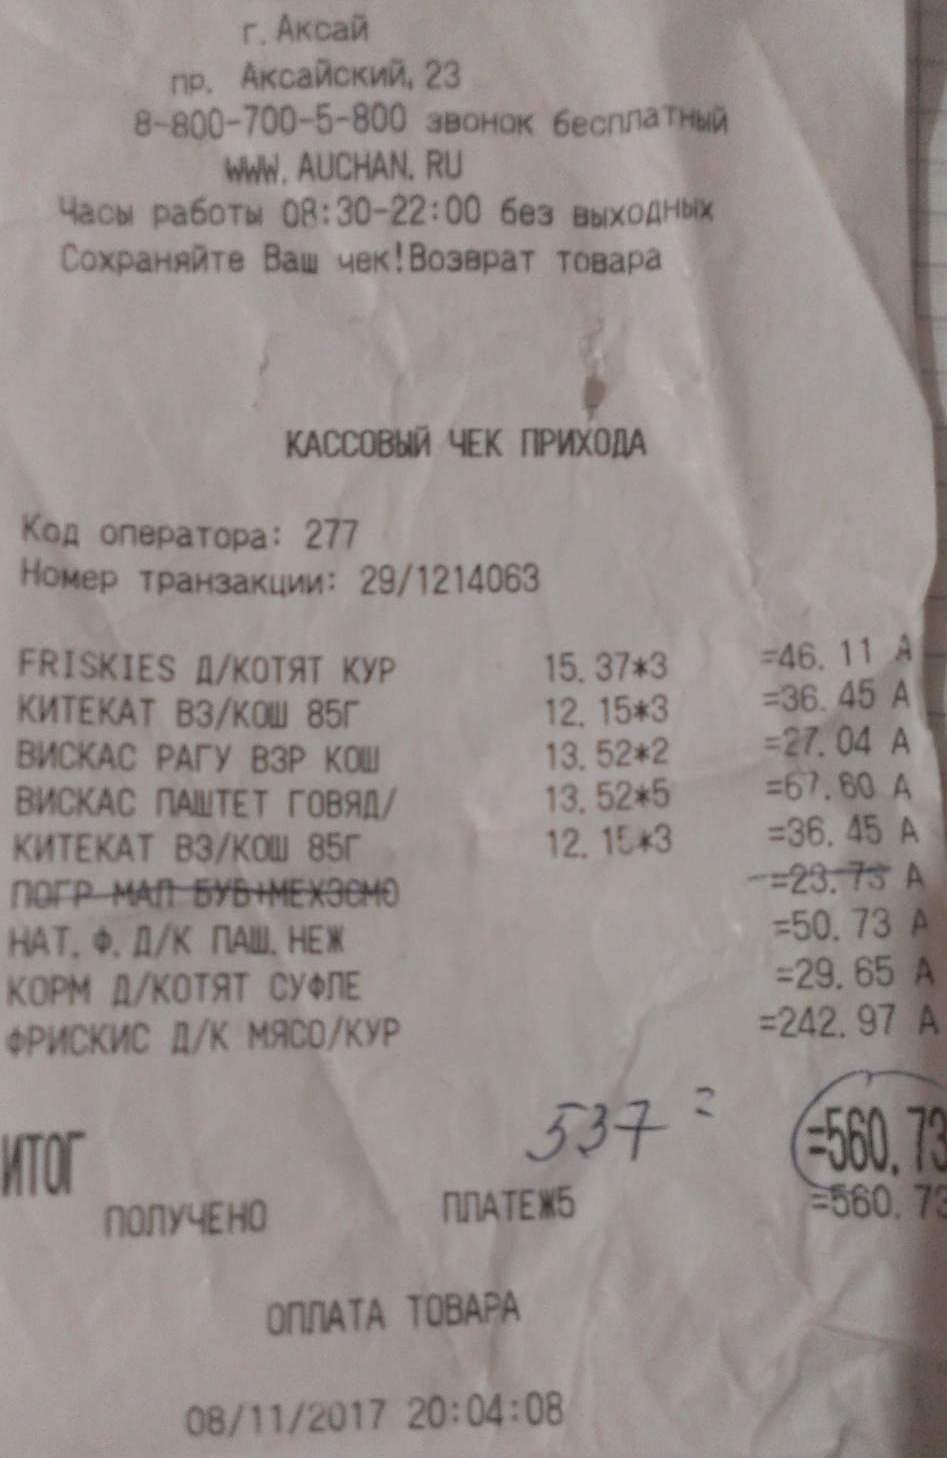 г. Аксай
пр. Аксайский, 23
8-800-700-5-800 звонок бесплатный
WWW.AUCHAN.RU
Часы работы 08:30-22:00 без выходных
Сохраняйте Ваш чек!Возврат товара
КАССОВЫЙ ЧЕК ПРИХОДА
Код оператора: 277
Номер транзакции: 29/1214063
FRISKIES Д/КОТЯТ КУР 15.37*3 =46.11 А
КИТЕКАТ ВЗ/КОШ 85Г 12.15*3 =36.45 А
ВИСКАС РАГУ ВЗР КОШ 13.52*2 =27.04 А
ВИСКАС ПАШТЕТ ГОВЯД/ 13.52*5 =67.60 А
КИТЕКАТ ВЗ/КОШ 85Г 12.15*3 =36.45 А
ПОГР МАП БУБ+МЕХЭСМО =23.73 А
НАТ.Ф.Д/К ПАШ.НЕЖ =50.73 А
КОРМ Д/КОТЯТ СУФЛЕ =29.65 А
ФРИСКИС Д/К МЯСО/КУР =242.97 А
537=
ИТОГ =560.73
ПОЛУЧЕНО ПЛАТЕЖ5 =560.73
ОПЛАТА ТОВАРА
08/11/2017 20:04:08